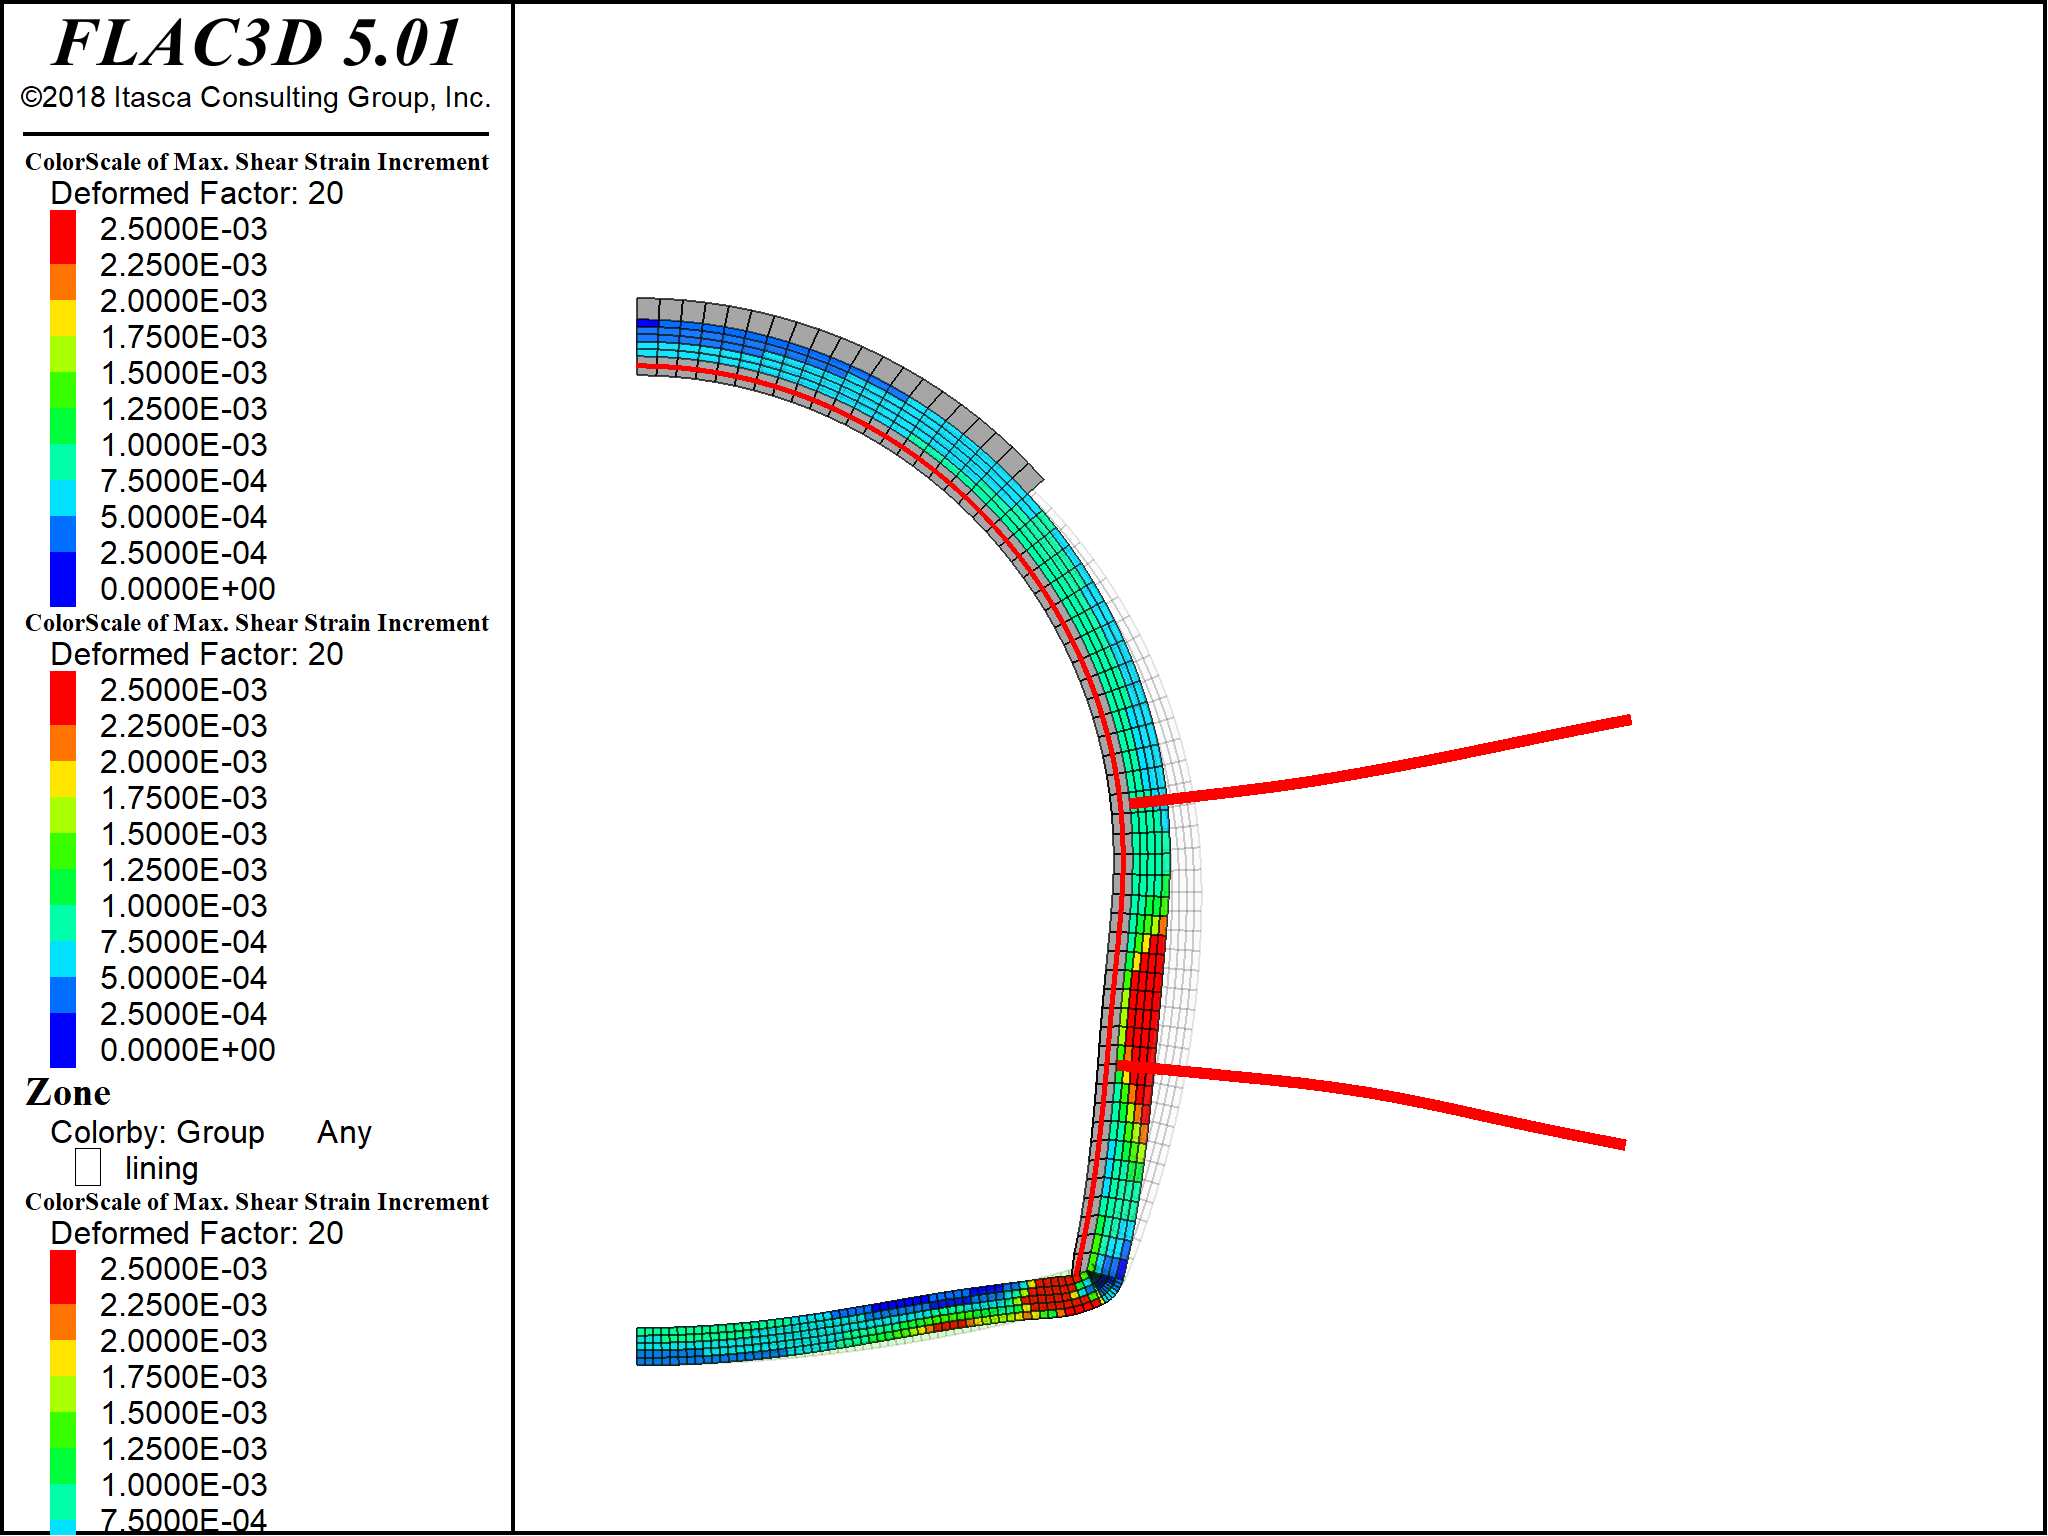 FLAC3D 5.01
©2018 Itasca Consulting Group, Inc.
ColorScale of Max. Shear Strain Increment
Deformed Factor: 20
2.5000E-03
2.2500E-03
2.0000E-03
1.7500E-03
1.5000E-03
1.2500E-03
1.0000E-03
7.5000E-04
5.0000E-04
2.5000E-04
0.0000E+00
ColorScale of Max. Shear Strain Increment
Deformed Factor: 20
2.5000E-03
2.2500E-03
2.0000E-03
1.7500E-03
1.5000E-03
1.2500E-03
1.0000E-03
7.5000E-04
5.0000E-04
2.5000E-04
0.0000E+00
Zone
Colorby: Group Any
lining
ColorScale of Max. Shear Strain Increment
Deformed Factor: 20
2.5000E-03
2.2500E-03
2.0000E-03
1.7500E-03
1.5000E-03
1.2500E-03
1.0000E-03
7.5000E-04